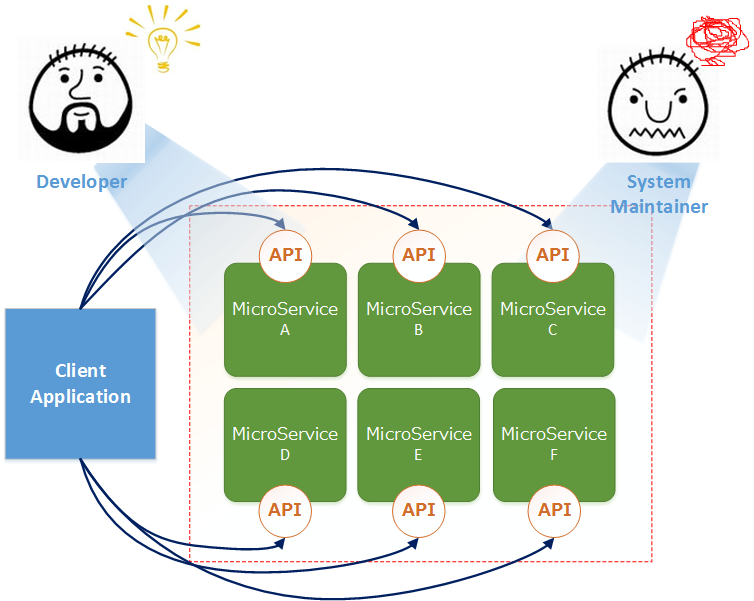 Developer
System
Maintainer
API
API
API
MicroService
A
MicroService
B
MicroService
C
Client
Application
MicroService
D
MicroService
E
MicroService
F
API
API
API